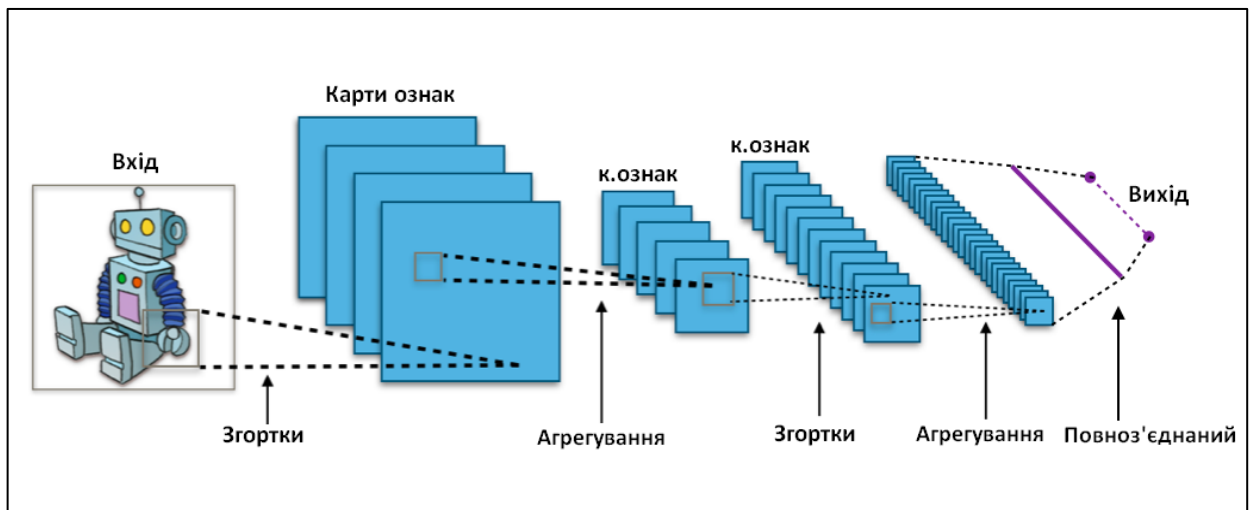 Карти ознак
Вхід
к.ознак
к.ознак
Вихід
Згортки
Агрегування
Згортки
Агрегування
Повноз'єднаний